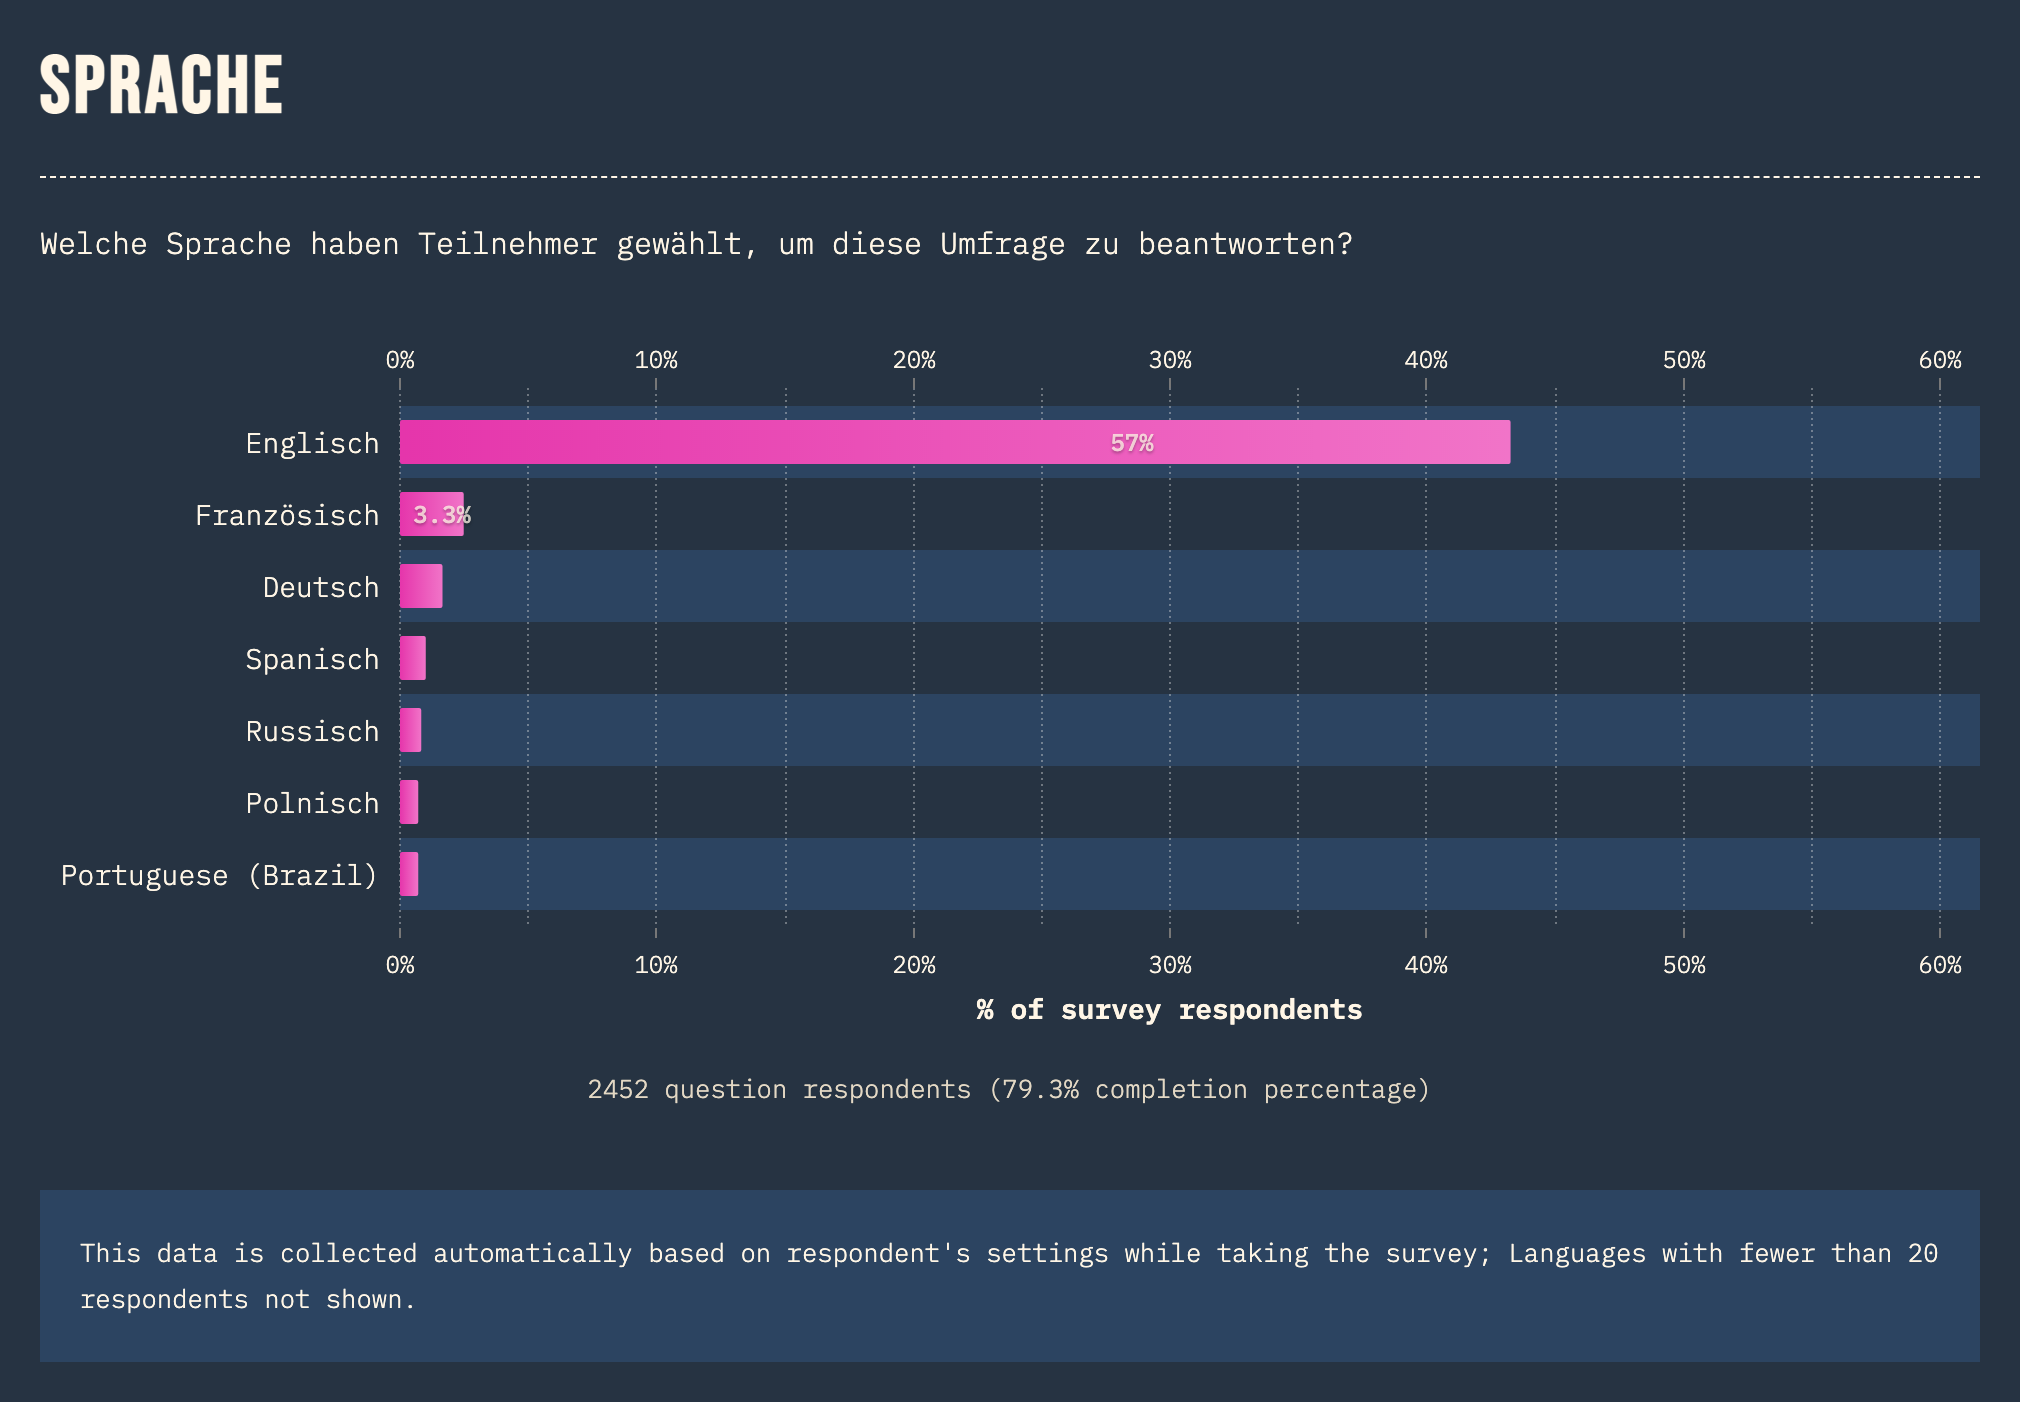 SPRACHE
Welche Sprache haben Teilnehmer gewählt, um diese Umfrage zu beantworten?
0% 10% 20% 30% 40% 50% 60%
Englisch 57%
Französisch 3.3%
Deutsch
Spanisch
Russisch
Polnisch
Portuguese (Brazil)
0% 10% 20% 30% 40% 50% 60%
% of survey respondents
2452 question respondents (79.3% completion percentage)
This data is collected automatically based on respondent's settings while taking the survey; Languages with fewer than 20
respondents not shown.